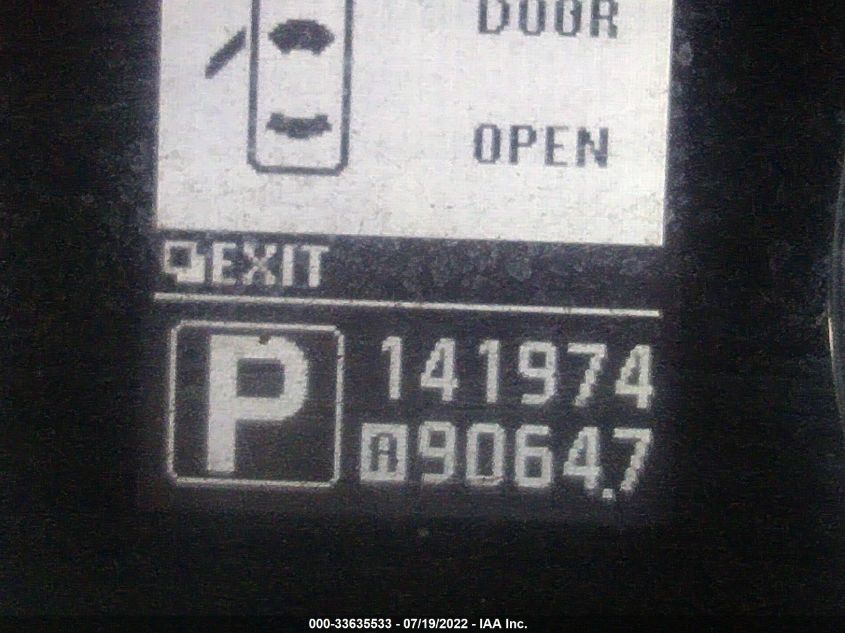 DOOR
OPEN
EXIT
P
141974
A 9064.7
000-33635533 - 07/19/2022 - IAA Inc.